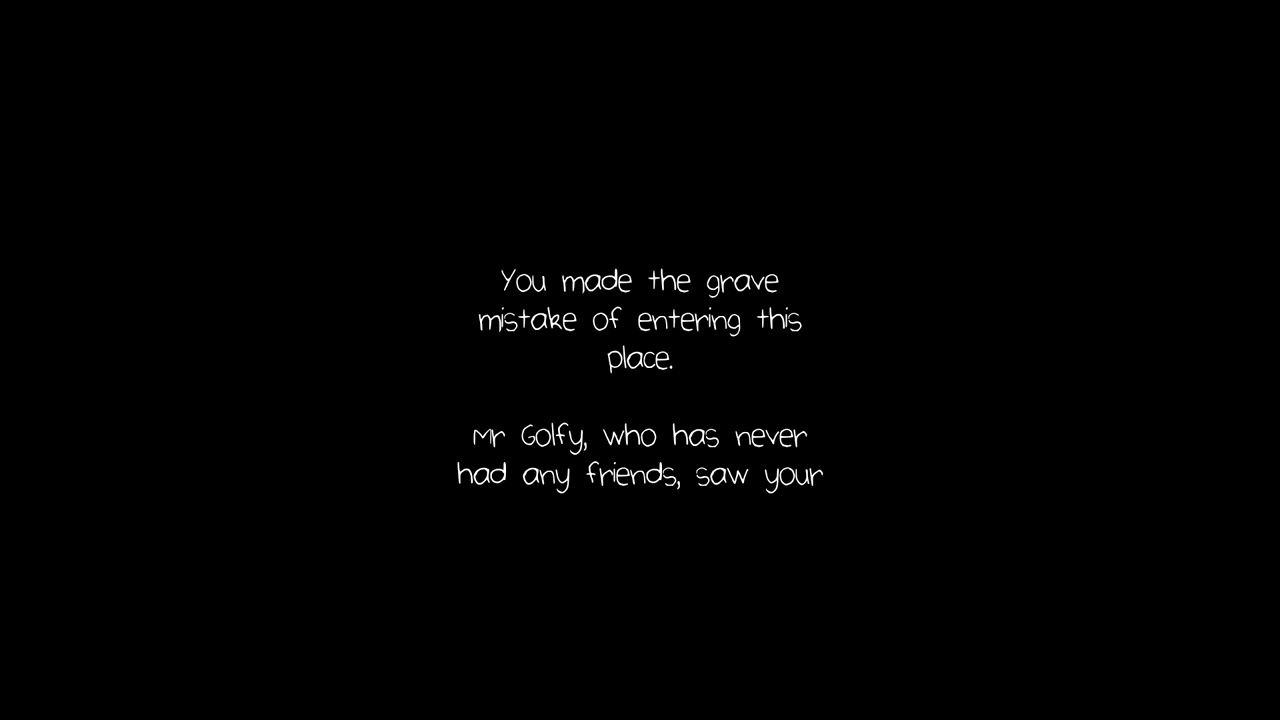 You made the grave
mistake of entering this
place.
Mr Golfy, who has never
had any friends, saw your